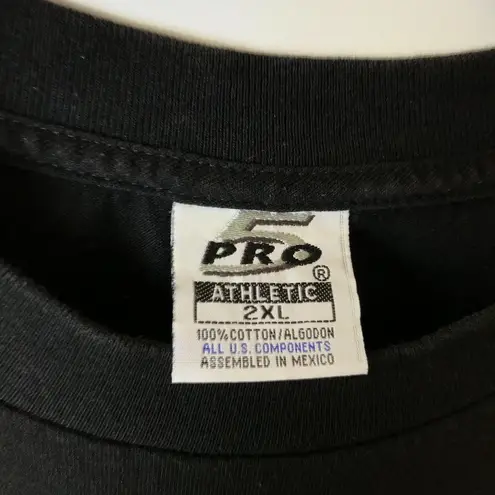 5
PRO
®
ATHLETIC
2XL
100% COTTON/ALGODON
ALL U.S. COMPONENTS
ASSEMBLED IN MEXICO